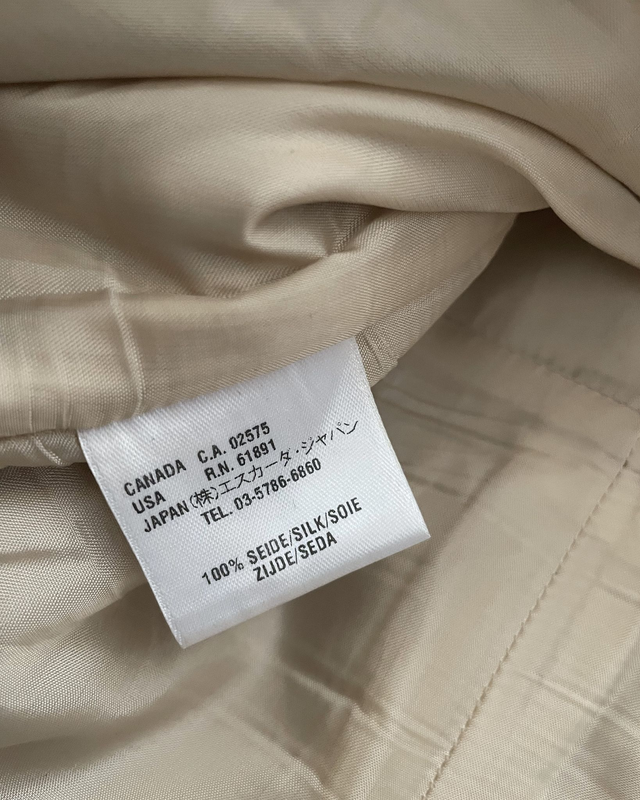 CANADA C.A. 02575
USA R.N. 61891
JAPAN (株)エスカーダ・ジャパン
TEL. 03-5786-6860
100% SEIDE/SILK/SOIE
ZIJDE/SEDA